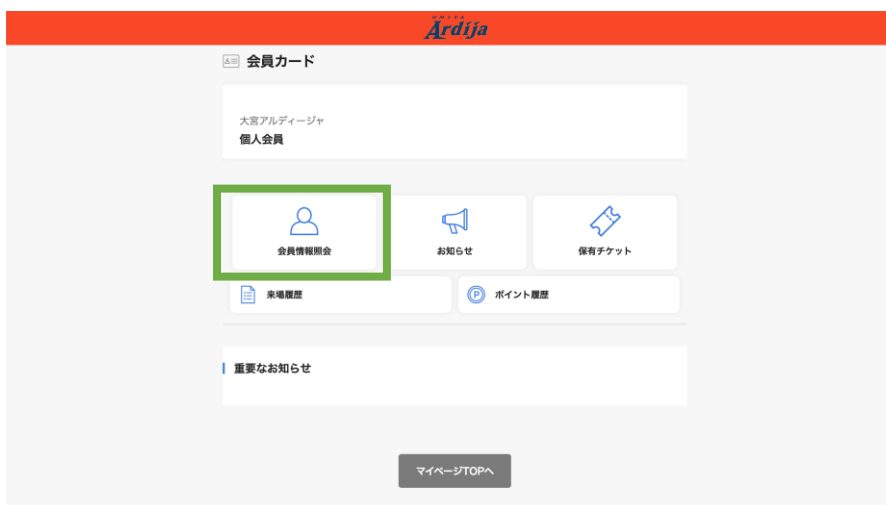 OMIYA
Ardija
会員カード
大宮アルディージャ
個人会員
会員情報照会
お知らせ
保有チケット
来場履歴
P ポイント履歴
重要なお知らせ
マイページTOPへ